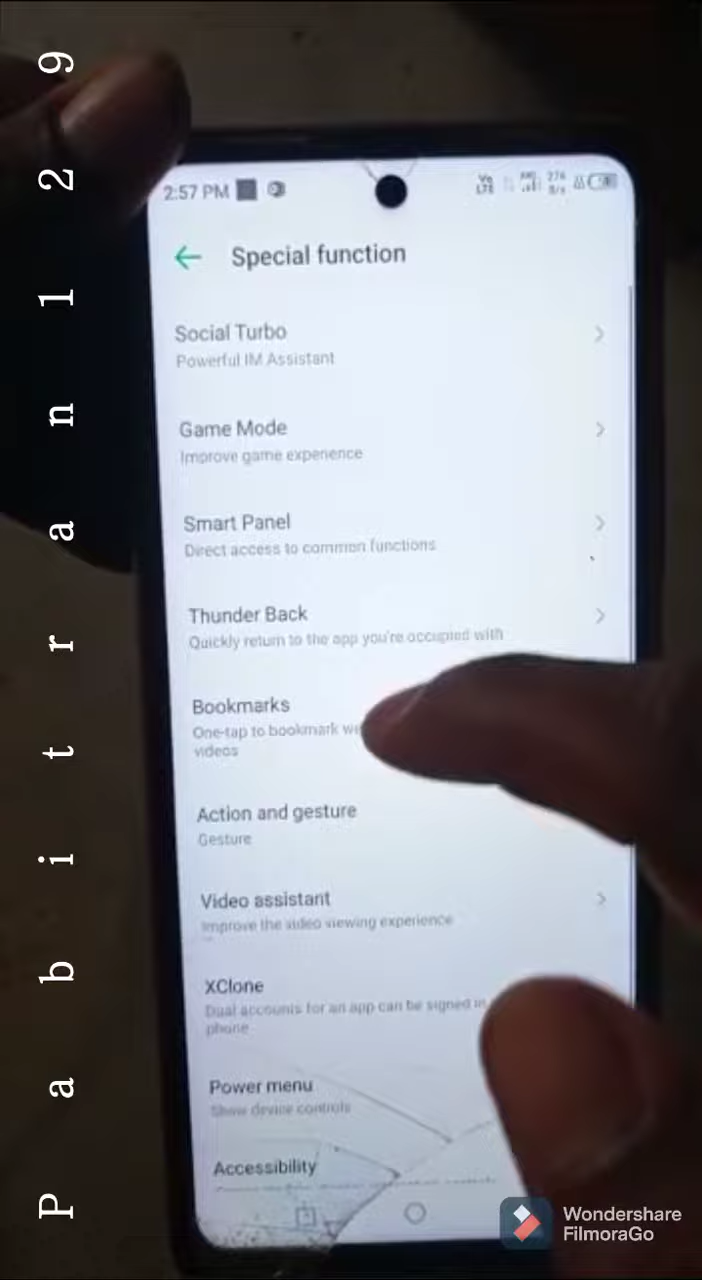 2:57 PM
Special function
Social Turbo
Powerful IM Assistant
Game Mode
Improve game experience
Smart Panel
Direct access to common functions
Thunder Back
Quickly return to the app you're occupied with
Bookmarks
One-tap to bookmark
videos
Action and gesture
Gesture
Video assistant
Improve the video viewing experience
XClone
Dual accounts for an app can be signed in
phone
Power menu
Show device controls
Accessibility
Pabitran129
Wondershare
FilmoraGo